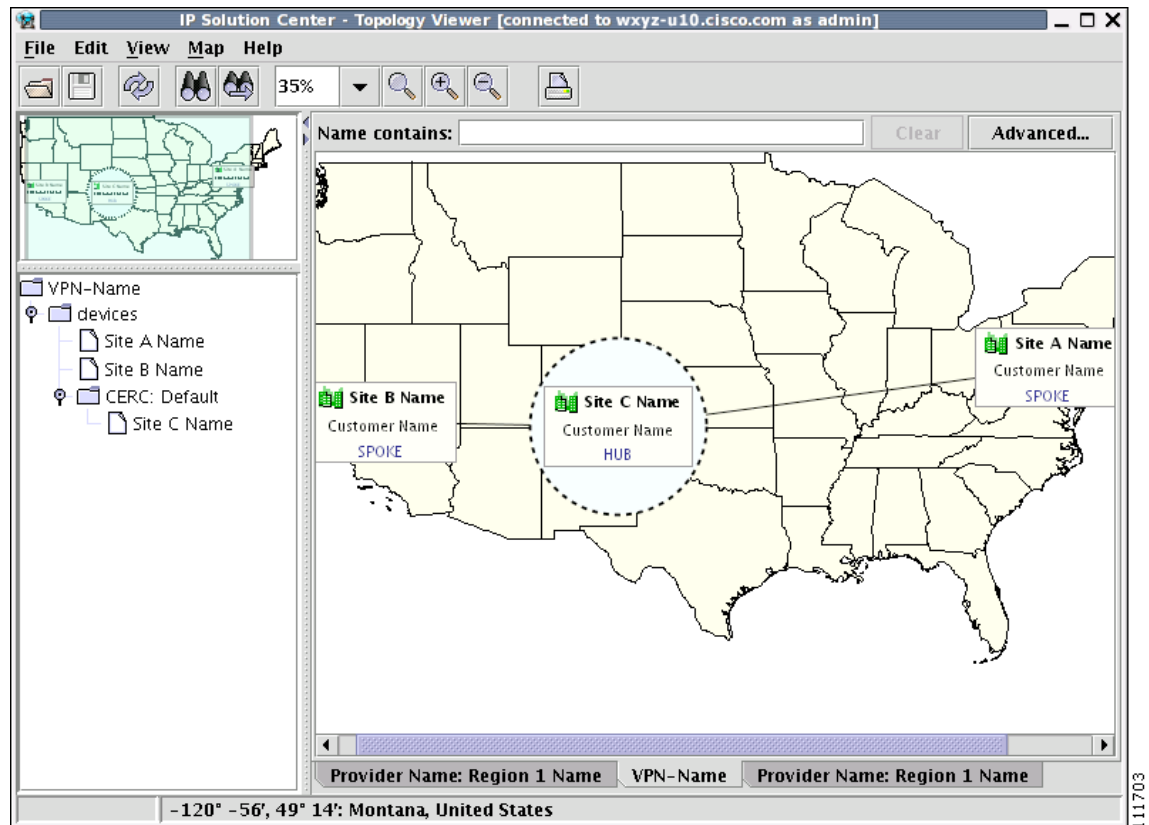 IP Solution Center - Topology Viewer [connected to wxyz-u10.cisco.com as admin]
File Edit View Map Help
35%
Name contains: Clear Advanced...
VPN-Name
devices
Site A Name
Site B Name
CERC: Default
Site C Name
Site A Name
Customer Name
SPOKE
Site B Name
Customer Name
SPOKE
Site C Name
Customer Name
HUB
Provider Name: Region 1 Name VPN-Name Provider Name: Region 1 Name
-120° -56', 49° 14': Montana, United States
111703